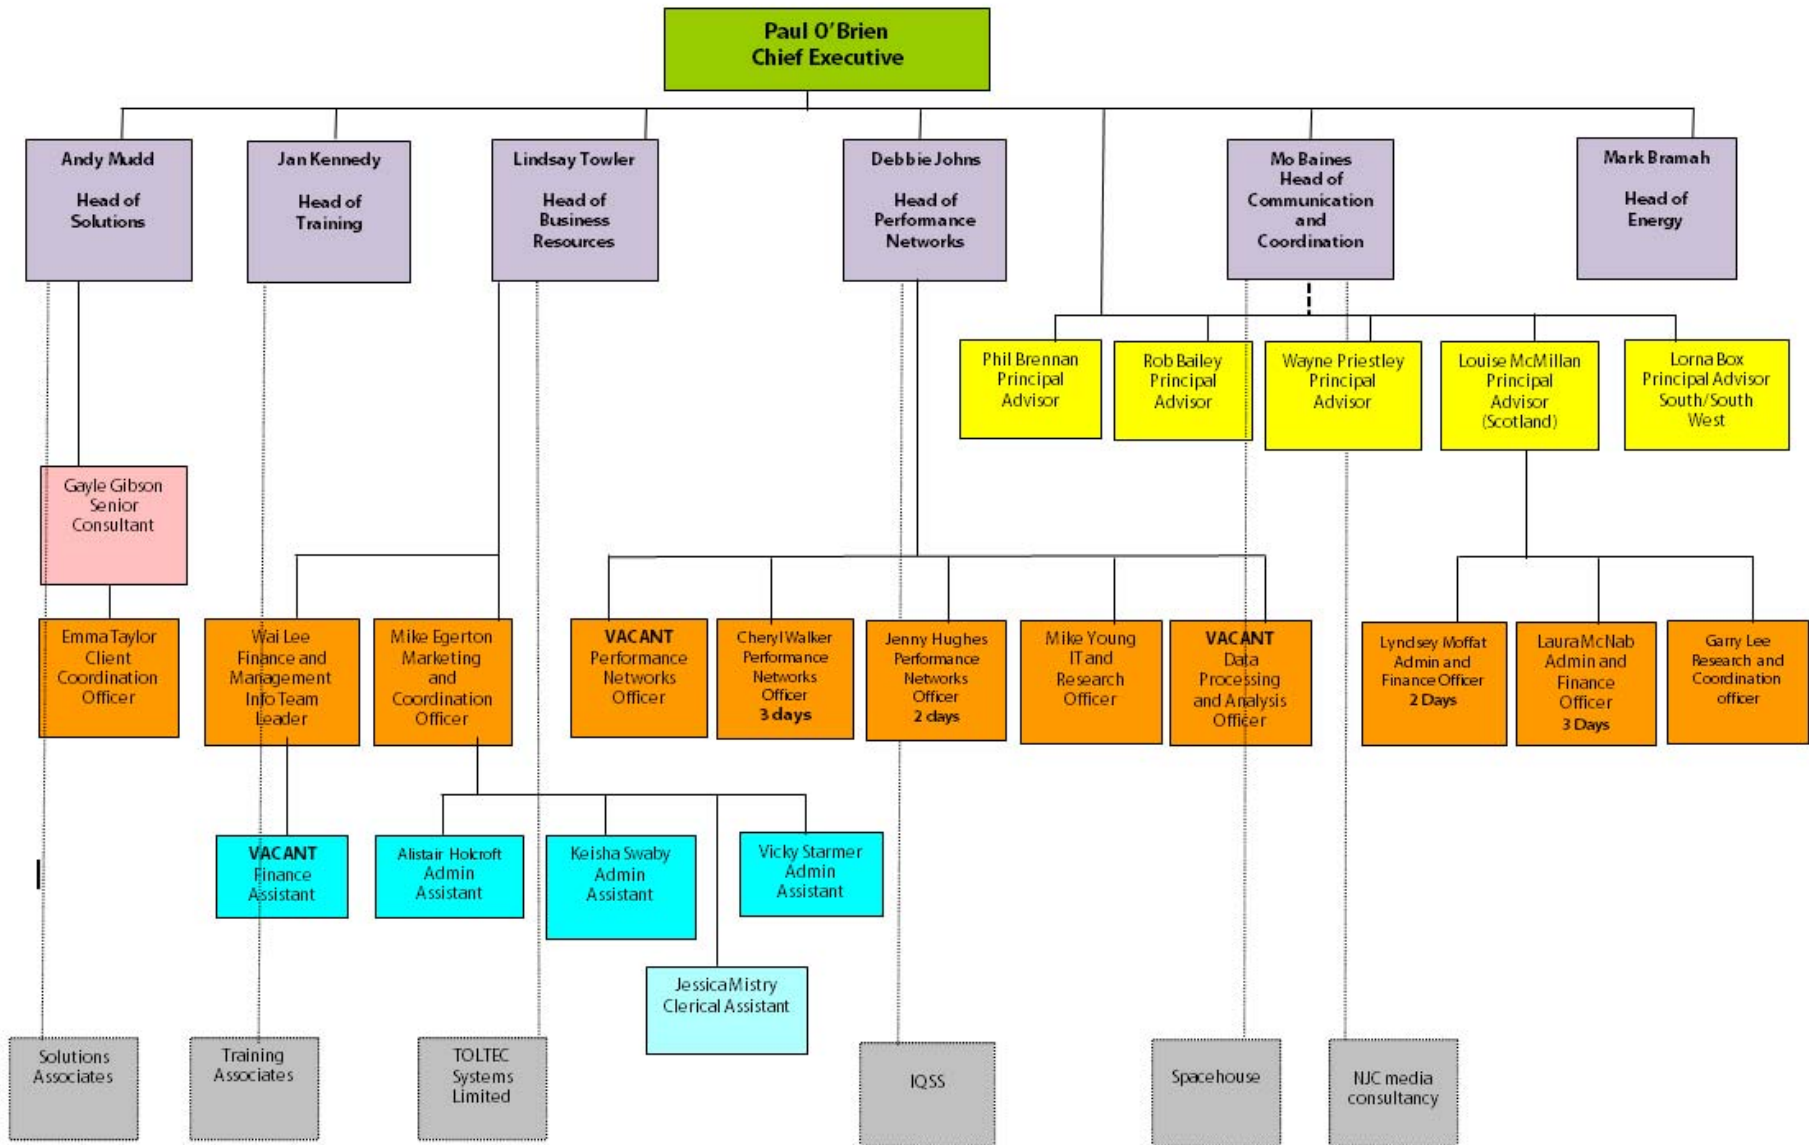 Paul O'Brien
Chief Executive
Andy Mudd
Head of
Solutions
Jan Kennedy
Head of
Training
Lindsay Towler
Head of
Business
Resources
Debbie Johns
Head of
Performance
Networks
Mo Baines
Head of
Communication
and
Coordination
Mark Bramah
Head of
Energy
Phil Brennan
Principal
Advisor
Rob Bailey
Principal
Advisor
Wayne Priestley
Principal
Advisor
Louise McMillan
Principal
Advisor
(Scotland)
Lorna Box
Principal Advisor
South/South
West
Gayle Gibson
Senior
Consultant
Emma Taylor
Client
Coordination
Officer
Wai Lee
Finance and
Management
Info Team
Leader
Mike Egerton
Marketing
and
Coordination
Officer
VACANT
Performance
Networks
Officer
Cheryl Walker
Performance
Networks
Officer
3 days
Jenny Hughes
Performance
Networks
Officer
2 days
Mike Young
IT and
Research
Officer
VACANT
Data
Processing
and Analysis
Officer
Lyndsey Moffat
Admin and
Finance Officer
2 Days
Laura McNab
Admin and
Finance
Officer
3 Days
Garry Lee
Research and
Coordination
officer
VACANT
Finance
Assistant
Alistair Holcroft
Admin
Assistant
Keisha Swaby
Admin
Assistant
Vicky Starmer
Admin
Assistant
Jessica Mistry
Clerical Assistant
Solutions
Associates
Training
Associates
TOLTEC
Systems
Limited
IQSS
Spacehouse
NJC media
consultancy